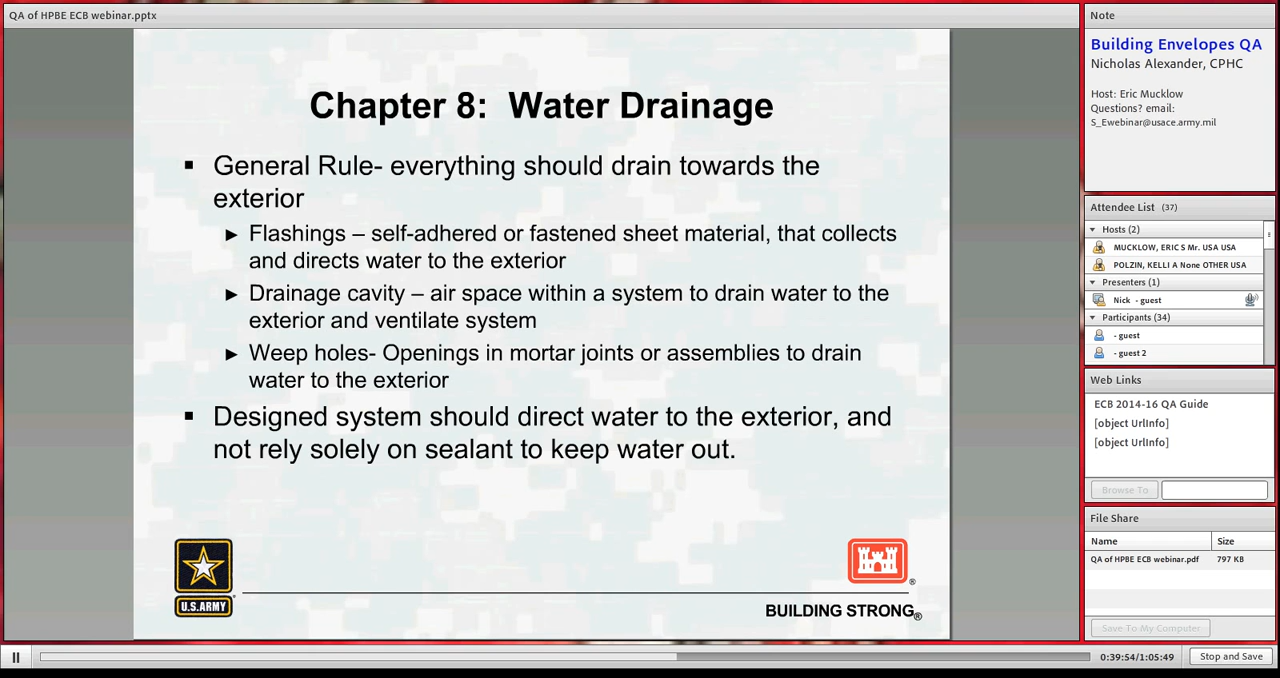 QA of HPBE ECB webinar.pptx
Chapter 8: Water Drainage
▪ General Rule- everything should drain towards the
exterior
► Flashings – self-adhered or fastened sheet material, that collects
and directs water to the exterior
► Drainage cavity – air space within a system to drain water to the
exterior and ventilate system
► Weep holes- Openings in mortar joints or assemblies to drain
water to the exterior
▪ Designed system should direct water to the exterior, and
not rely solely on sealant to keep water out.
U.S.ARMY
®
BUILDING STRONG®
Note
Building Envelopes QA
Nicholas Alexander, CPHC
Host: Eric Mucklow
Questions? email:
S_Ewebinar@usace.army.mil
Attendee List (37)
Hosts (2)
MUCKLOW, ERIC S Mr. USA USA
POLZIN, KELLI A None OTHER USA
Presenters (1)
Nick - guest
Participants (34)
- guest
- guest 2
Web Links
ECB 2014-16 QA Guide
[object UrlInfo]
[object UrlInfo]
Browse To
File Share
Name Size
QA of HPBE ECB webinar.pdf 797 KB
Save To My Computer
0:39:54/1:05:49 Stop and Save